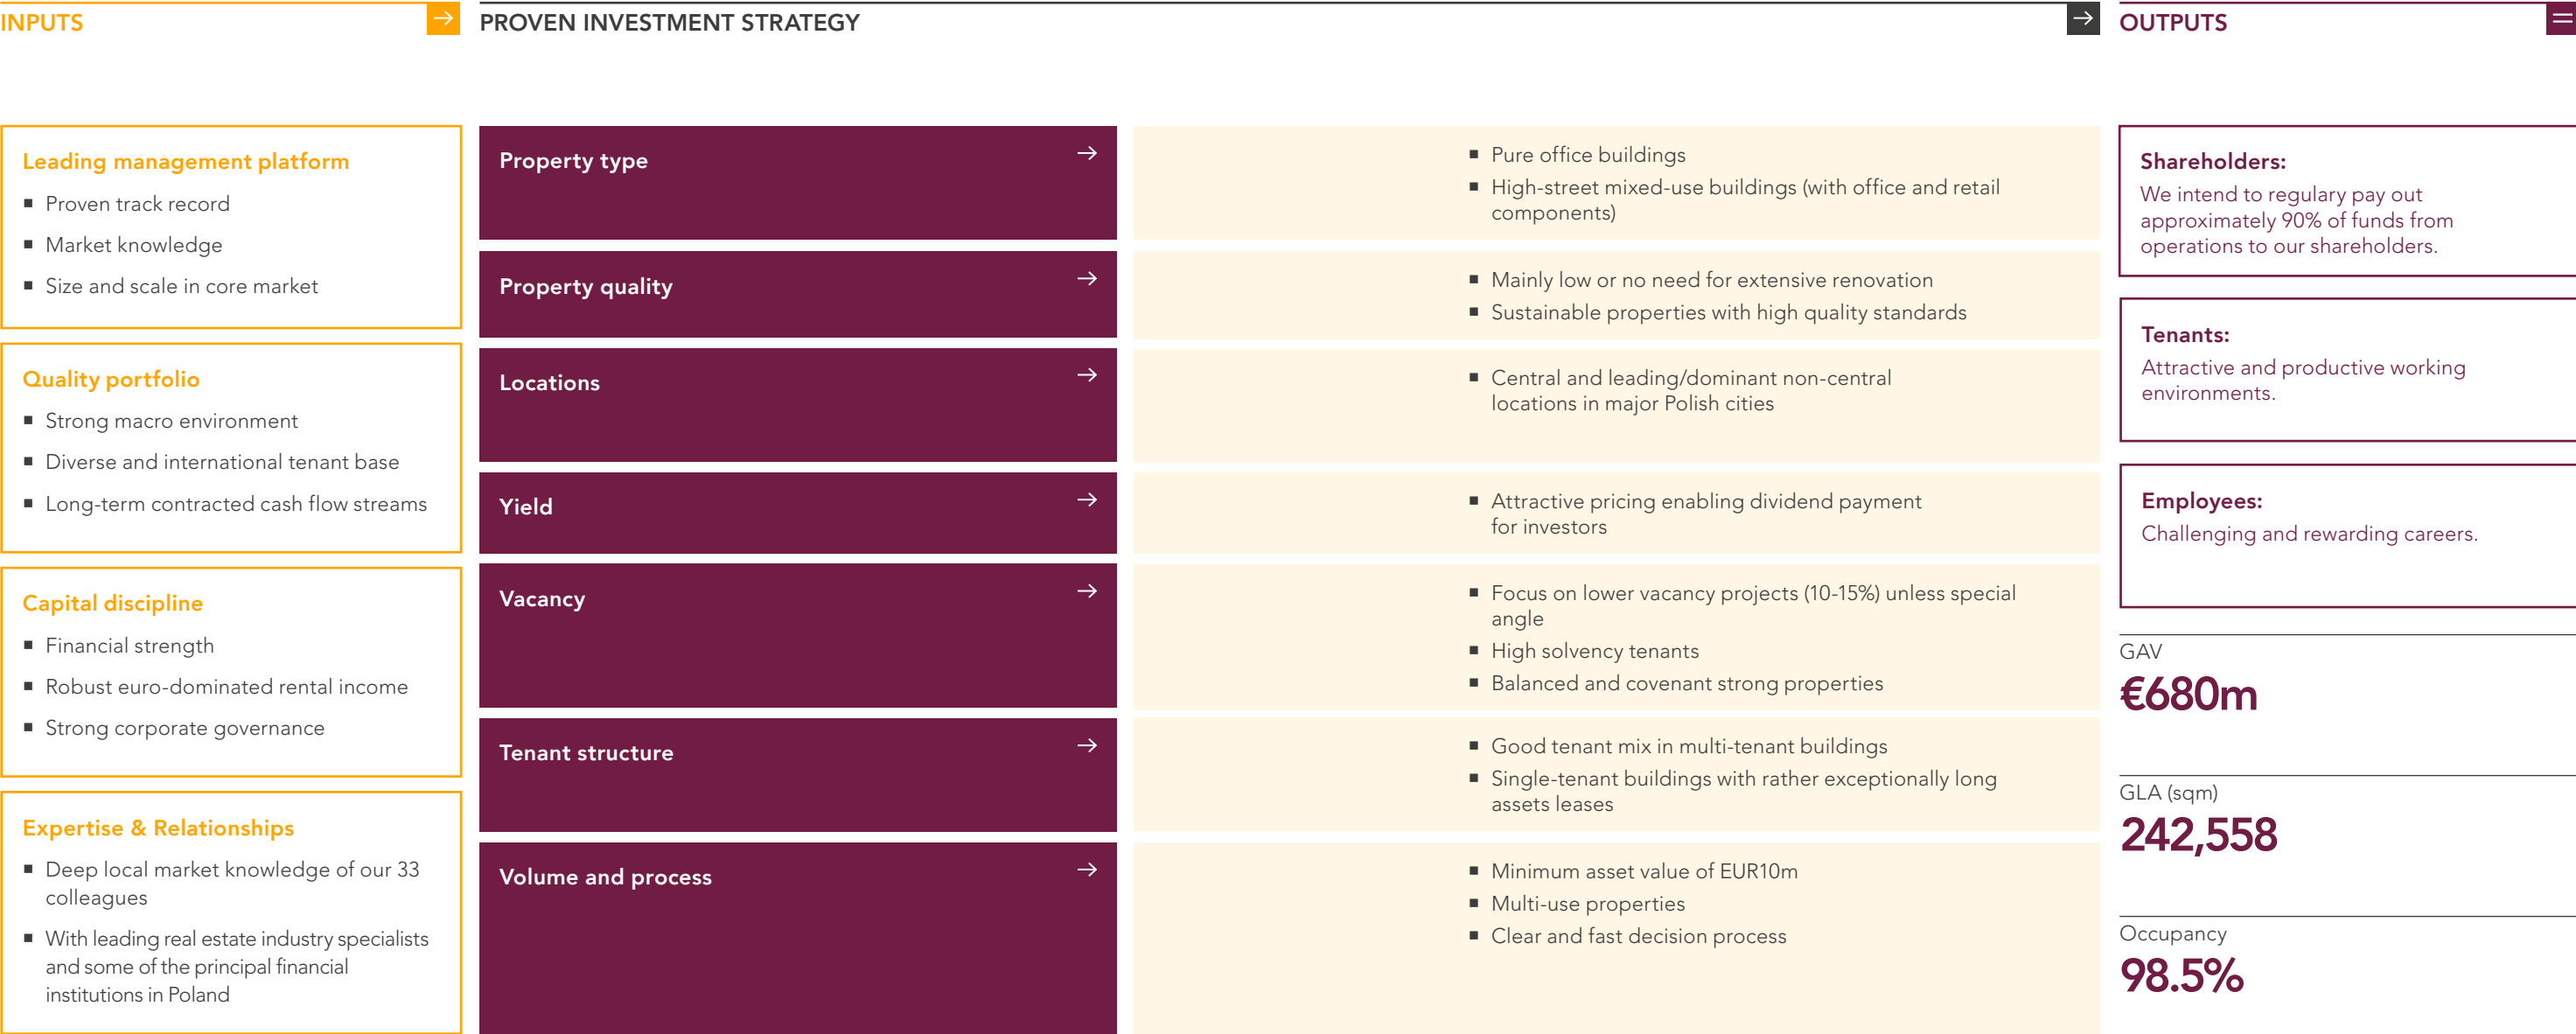 INPUTS
→
PROVEN INVESTMENT STRATEGY
→
OUTPUTS
=
Leading management platform
▪ Proven track record
▪ Market knowledge
▪ Size and scale in core market
Quality portfolio
▪ Strong macro environment
▪ Diverse and international tenant base
▪ Long-term contracted cash flow streams
Capital discipline
▪ Financial strength
▪ Robust euro-dominated rental income
▪ Strong corporate governance
Expertise & Relationships
▪ Deep local market knowledge of our 33
colleagues
▪ With leading real estate industry specialists
and some of the principal financial
institutions in Poland
Property type →
▪ Pure office buildings
▪ High-street mixed-use buildings (with office and retail
components)
Property quality →
▪ Mainly low or no need for extensive renovation
▪ Sustainable properties with high quality standards
Locations →
▪ Central and leading/dominant non-central
locations in major Polish cities
Yield →
▪ Attractive pricing enabling dividend payment
for investors
Vacancy →
▪ Focus on lower vacancy projects (10-15%) unless special
angle
▪ High solvency tenants
▪ Balanced and covenant strong properties
Tenant structure →
▪ Good tenant mix in multi-tenant buildings
▪ Single-tenant buildings with rather exceptionally long
assets leases
Volume and process →
▪ Minimum asset value of EUR10m
▪ Multi-use properties
▪ Clear and fast decision process
Shareholders:
We intend to regulary pay out
approximately 90% of funds from
operations to our shareholders.
Tenants:
Attractive and productive working
environments.
Employees:
Challenging and rewarding careers.
GAV
€680m
GLA (sqm)
242,558
Occupancy
98.5%